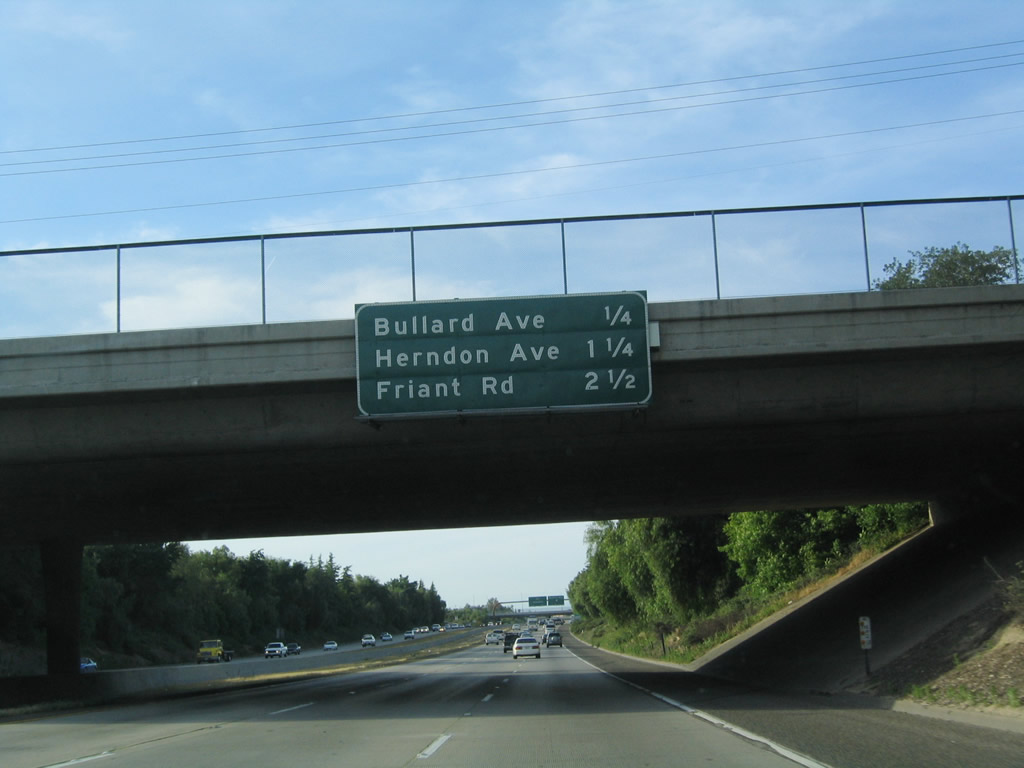 Bullard Ave 1/4
Herndon Ave 1 1/4
Friant Rd 2 1/2